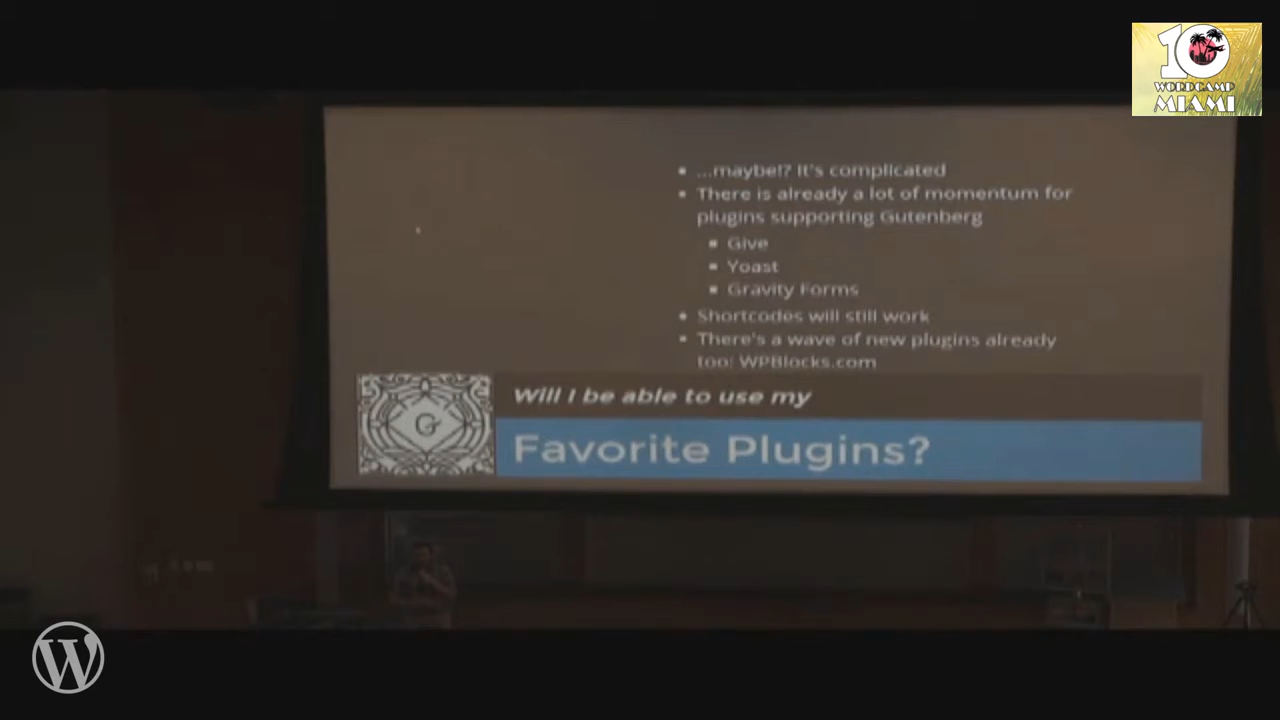 10
WORDCAMP
MIAMI
...maybe!? It's complicated
There is already a lot of momentum for
plugins supporting Gutenberg
Give
Yoast
Gravity Forms
Shortcodes will still work
There's a wave of new plugins already
too: WPBlocks.com
Will I be able to use my
G
Favorite Plugins?
W